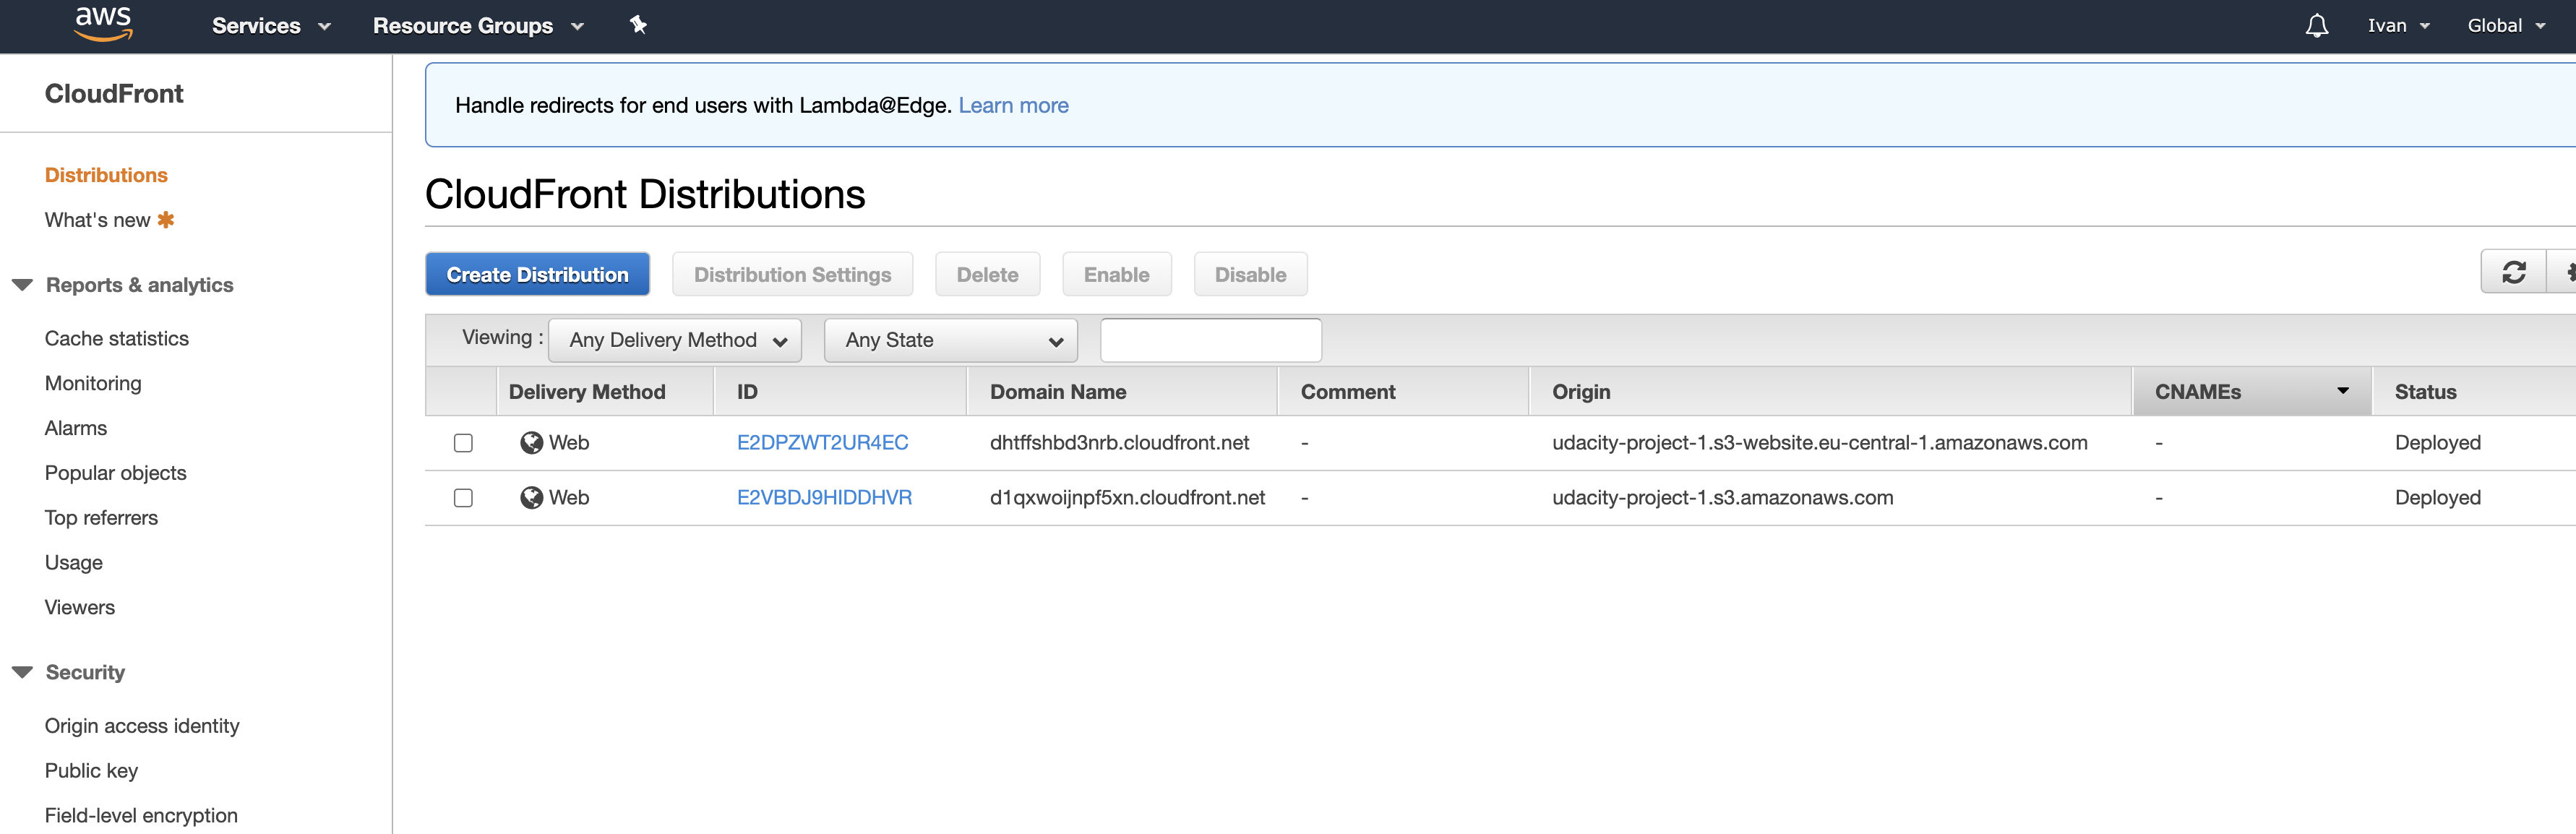 aws Services Resource Groups Ivan Global
CloudFront
Distributions
What's new
Reports & analytics
Cache statistics
Monitoring
Alarms
Popular objects
Top referrers
Usage
Viewers
Security
Origin access identity
Public key
Field-level encryption
Handle redirects for end users with Lambda@Edge. Learn more
CloudFront Distributions
Create Distribution Distribution Settings Delete Enable Disable
Viewing : Any Delivery Method Any State
Delivery Method ID Domain Name Comment Origin CNAMEs Status
Web E2DPZWT2UR4EC dhtffshbd3nrb.cloudfront.net - udacity-project-1.s3-website.eu-central-1.amazonaws.com - Deployed
Web E2VBDJ9HIDDHVR d1qxwoijnpf5xn.cloudfront.net - udacity-project-1.s3.amazonaws.com - Deployed